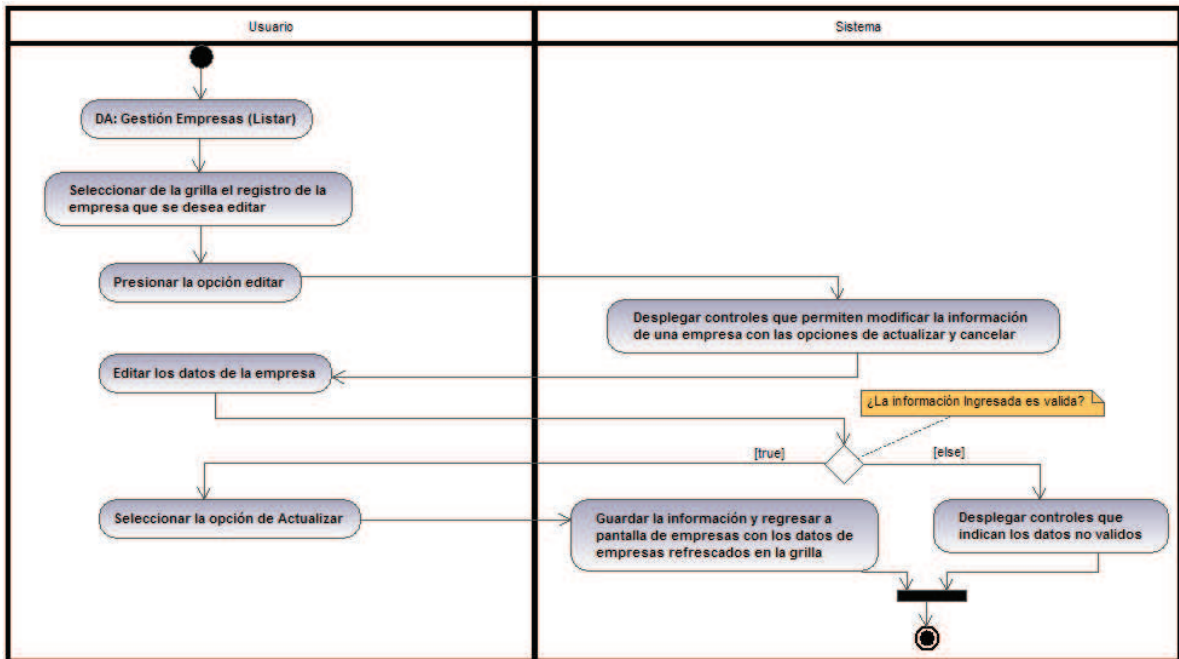 Usuario
Sistema
DA: Gestión Empresas (Listar)
Seleccionar de la grilla el registro de la
empresa que se desea editar
Presionar la opción editar
Desplegar controles que permiten modificar la información
de una empresa con las opciones de actualizar y cancelar
Editar los datos de la empresa
¿La información Ingresada es valida?
[true]
[else]
Seleccionar la opción de Actualizar
Guardar la información y regresar a
pantalla de empresas con los datos de
empresas refrescados en la grilla
Desplegar controles que
indican los datos no validos